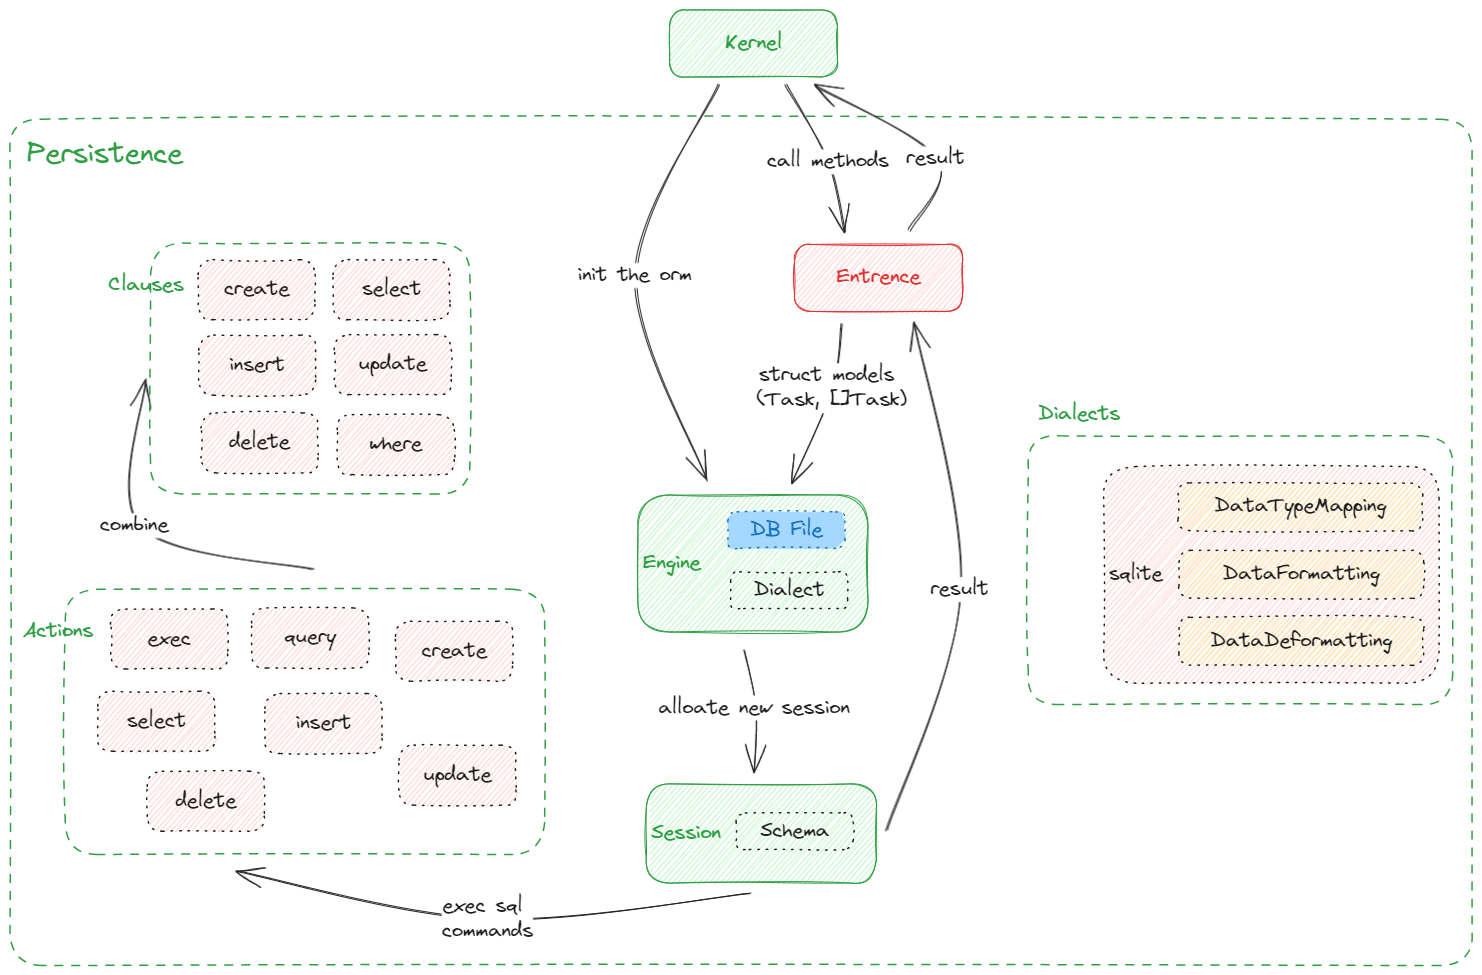 Kernel
Persistence
call methods
result
init the orm
Entrence
Clauses
create
select
insert
update
delete
where
struct models
(Task, []Task)
combine
Dialects
sqlite
DataTypeMapping
DataFormatting
DataDeformatting
Engine
DB File
Dialect
result
Actions
exec
query
create
select
insert
update
delete
alloate new session
Session
Schema
exec sql
commands